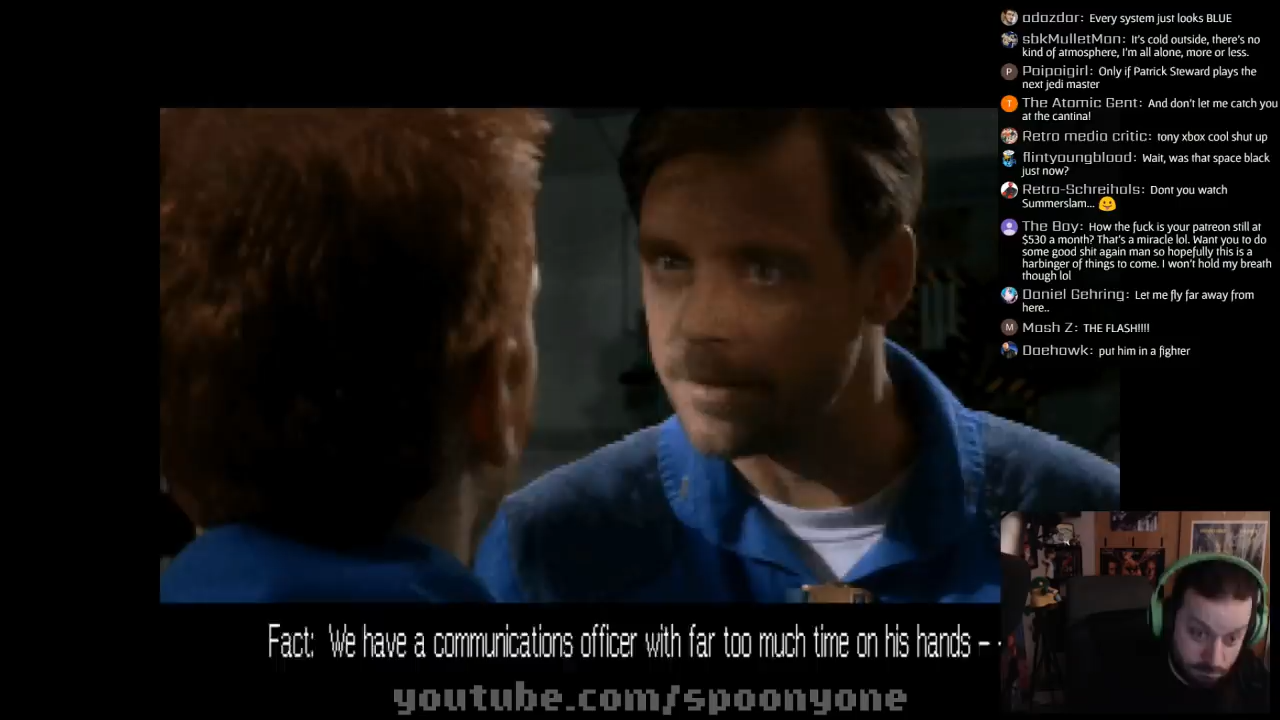 adazdar: Every system just looks BLUE
sbkMulletMan: It's cold outside, there's no
kind of atmosphere, I'm all alone, more or less.
P
Paipaigirl: Only if Patrick Steward plays the
next jedi master
T
The Atomic Gent: And don't let me catch you
at the cantina!
Retro media critic: tony xbox cool shut up
flintyoungblood: Wait, was that space black
just now?
Retro-Schreihals: Dont you watch
Summerslam...
The Boy: How the fuck is your patreon still at
$530 a month? That's a miracle lol. Want you to do
some good shit again man so hopefully this is a
harbinger of things to come. I won't hold my breath
though lol
Daniel Gehring: Let me fly far away from
here..
M
Mash Z: THE FLASH!!!!
Daehawk: put him in a fighter
Fact: We have a communications officer with far too much time on his hands – -
youtube.com/spoonyone